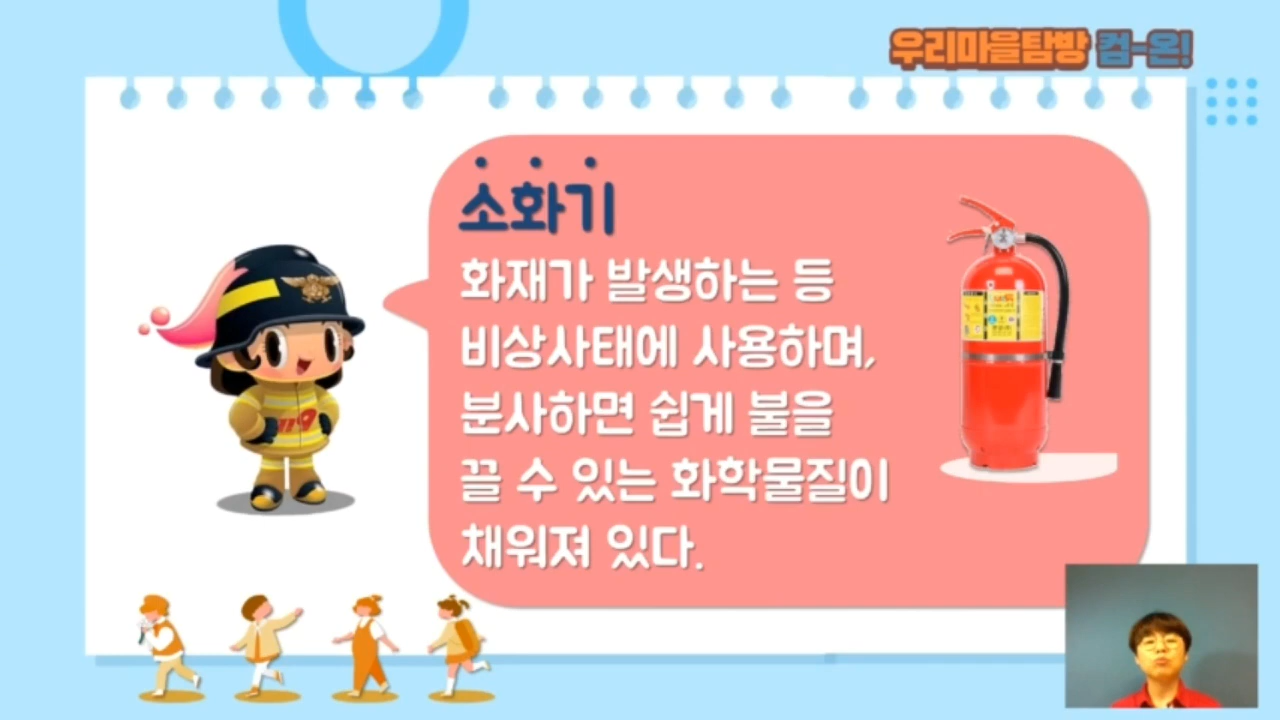 우리마을탐방 컴-온!
소화기
화재가 발생하는 등
비상사태에 사용하며,
분사하면 쉽게 불을
끌 수 있는 화학물질이
채워져 있다.
119